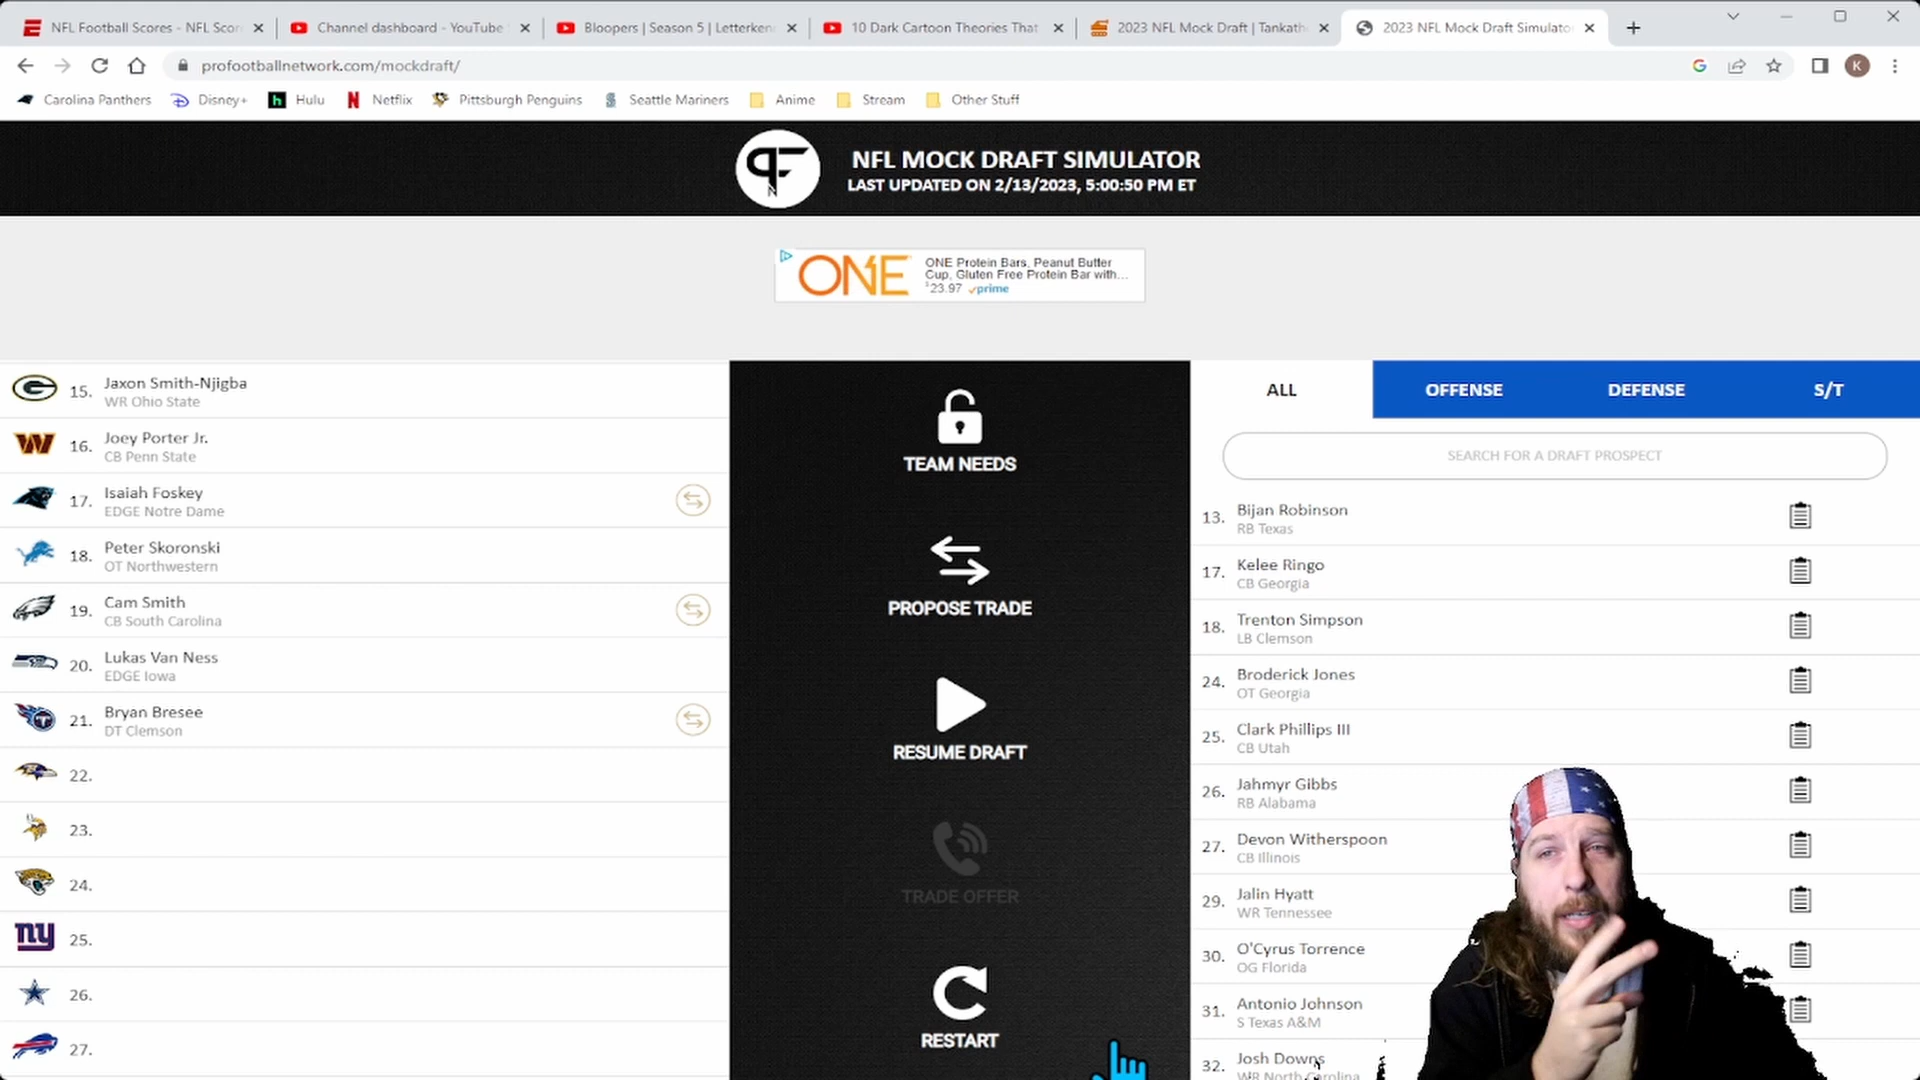 NFL Football Scores - NFL Scor
Channel dashboard - YouTube
Bloopers | Season 5 | Letterken
10 Dark Cartoon Theories That
2023 NFL Mock Draft | Tankath
2023 NFL Mock Draft Simulato
profootballnetwork.com/mockdraft/
K
Carolina Panthers
Disney+
Hulu
Netflix
Pittsburgh Penguins
Seattle Mariners
Anime
Stream
Other Stuff
NFL MOCK DRAFT SIMULATOR
LAST UPDATED ON 2/13/2023, 5:00:50 PM ET
ONE
ONE Protein Bars, Peanut Butter
Cup, Gluten Free Protein Bar with...
$23.97 prime
15. Jaxon Smith-Njigba
WR Ohio State
16. Joey Porter Jr.
CB Penn State
17. Isaiah Foskey
EDGE Notre Dame
18. Peter Skoronski
OT Northwestern
19. Cam Smith
CB South Carolina
20. Lukas Van Ness
EDGE Iowa
21. Bryan Bresee
DT Clemson
22.
23.
24.
ny 25.
26.
27.
TEAM NEEDS
PROPOSE TRADE
RESUME DRAFT
TRADE OFFER
RESTART
ALL
OFFENSE
DEFENSE
S/T
SEARCH FOR A DRAFT PROSPECT
13. Bijan Robinson
RB Texas
17. Kelee Ringo
CB Georgia
18. Trenton Simpson
LB Clemson
24. Broderick Jones
OT Georgia
25. Clark Phillips III
CB Utah
26. Jahmyr Gibbs
RB Alabama
27. Devon Witherspoon
CB Illinois
29. Jalin Hyatt
WR Tennessee
30. O'Cyrus Torrence
OG Florida
31. Antonio Johnson
S Texas A&M
32. Josh Downs
WR North Carolina